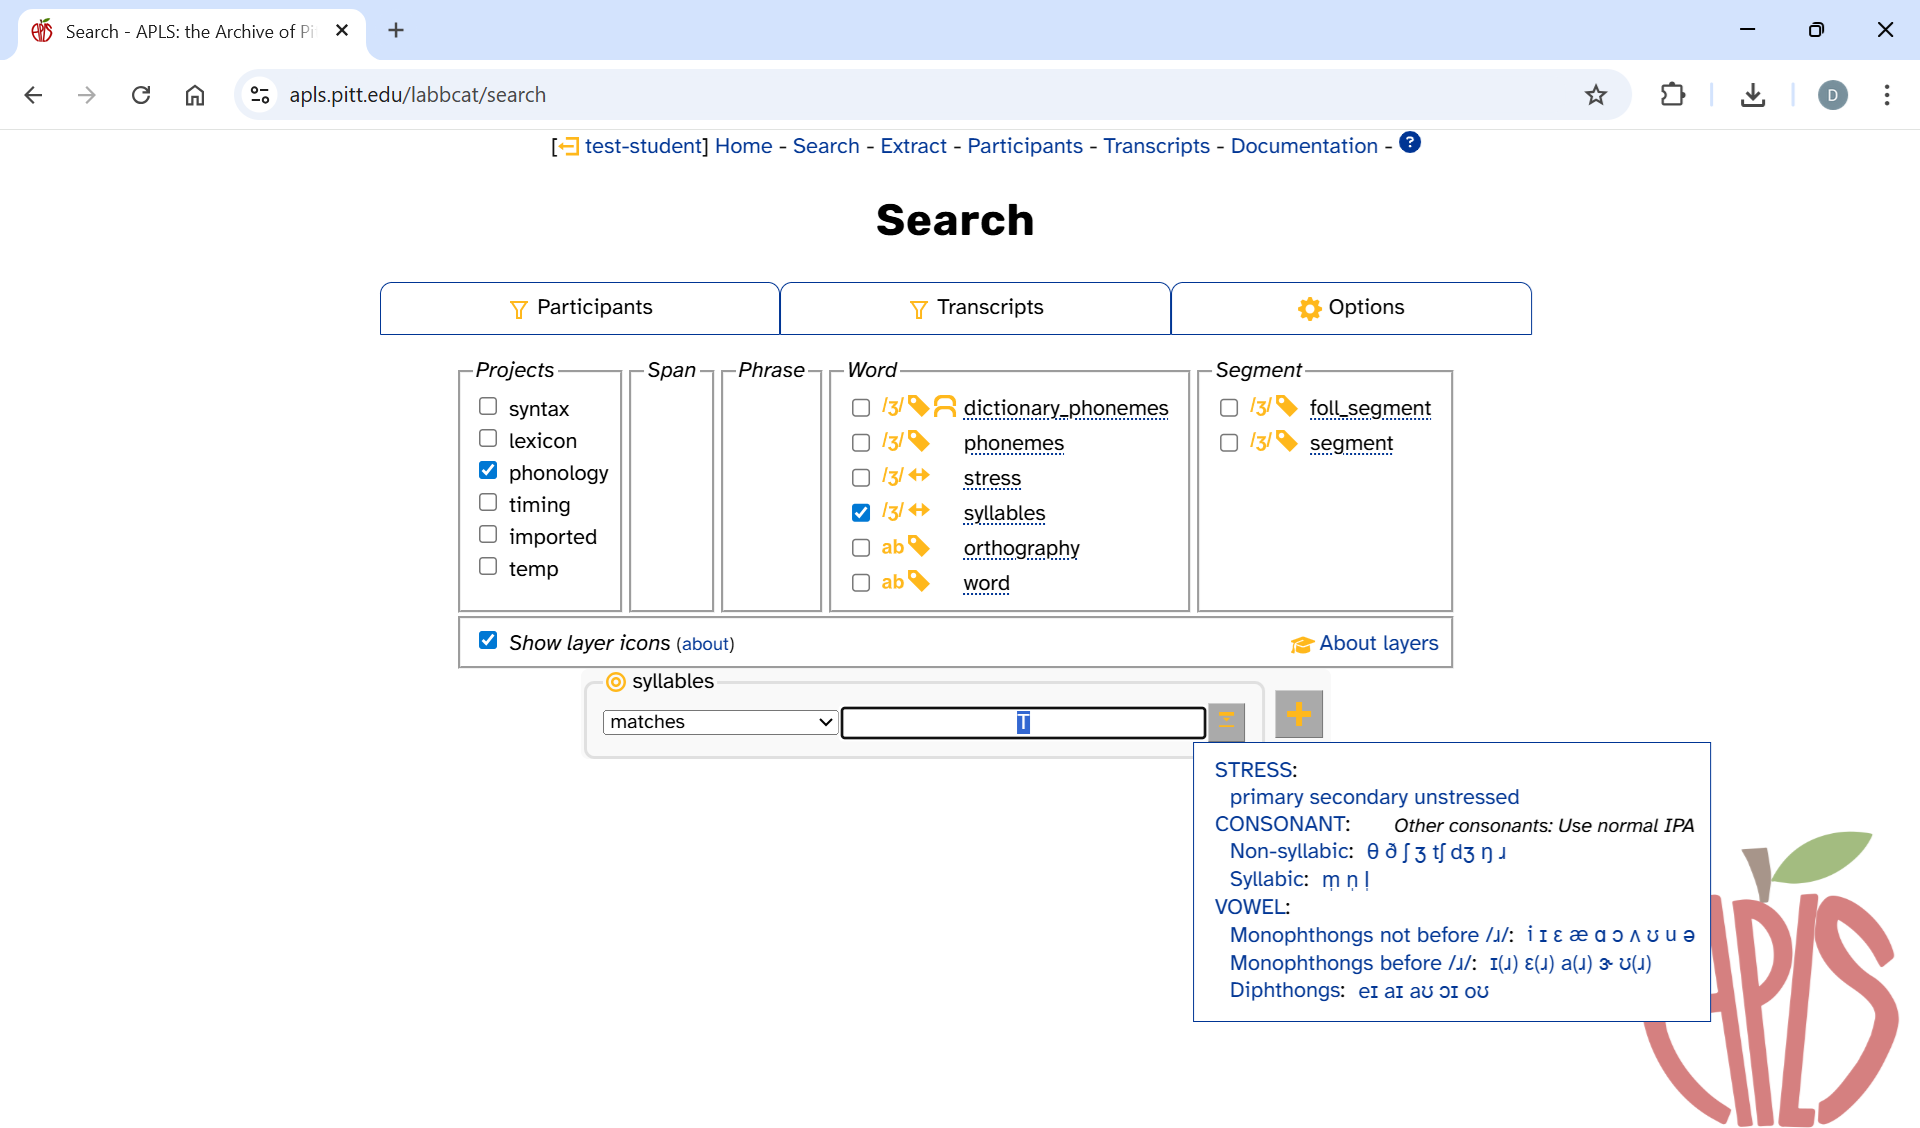 Search - APLS: the Archive of Pi
apls.pitt.edu/labbcat/search
D
[test-student] Home - Search - Extract - Participants - Transcripts - Documentation - ?
Search
Participants
Transcripts
Options
Projects
syntax
lexicon
phonology
timing
imported
temp
Span
Phrase
Word
/ʒ/ dictionary_phonemes
/ʒ/ phonemes
/ʒ/ stress
/ʒ/ syllables
ab orthography
ab word
Segment
/ʒ/ foll_segment
/ʒ/ segment
Show layer icons (about)
About layers
syllables
matches
T
STRESS:
primary secondary unstressed
CONSONANT: Other consonants: Use normal IPA
Non-syllabic: θ ð ʃ ʒ tʃ dʒ ŋ ɹ
Syllabic: m̩ n̩ l̩
VOWEL:
Monophthongs not before /ɹ/: i ɪ ɛ æ ɑ ɔ ʌ ʊ u ə
Monophthongs before /ɹ/: ɪ(ɹ) ɛ(ɹ) a(ɹ) ɝ ʊ(ɹ)
Diphthongs: eɪ aɪ aʊ ɔɪ oʊ
APLS